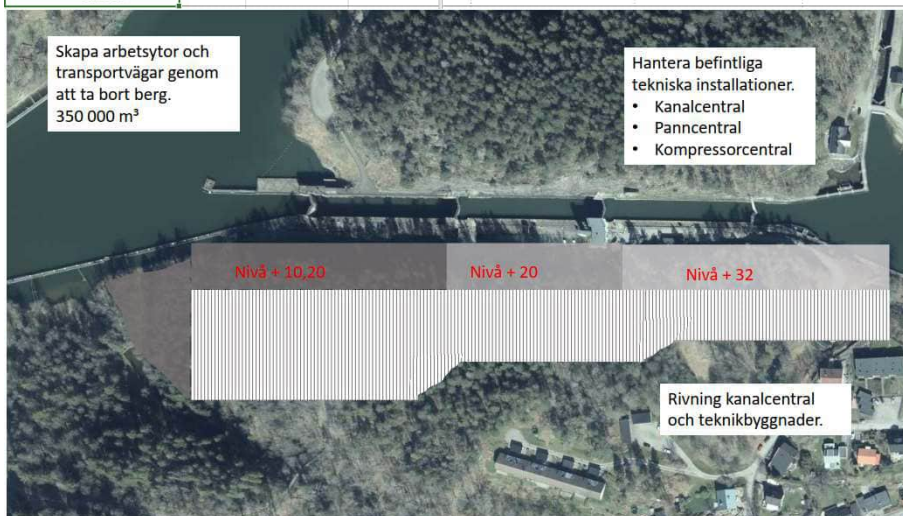 Skapa arbetsytor och
transportvägar genom
att ta bort berg.
350 000 m³
Hantera befintliga
tekniska installationer.
• Kanalcentral
• Panncentral
• Kompressorcentral
Nivå + 10,20
Nivå + 20
Nivå + 32
Rivning kanalcentral
och teknikbyggnader.